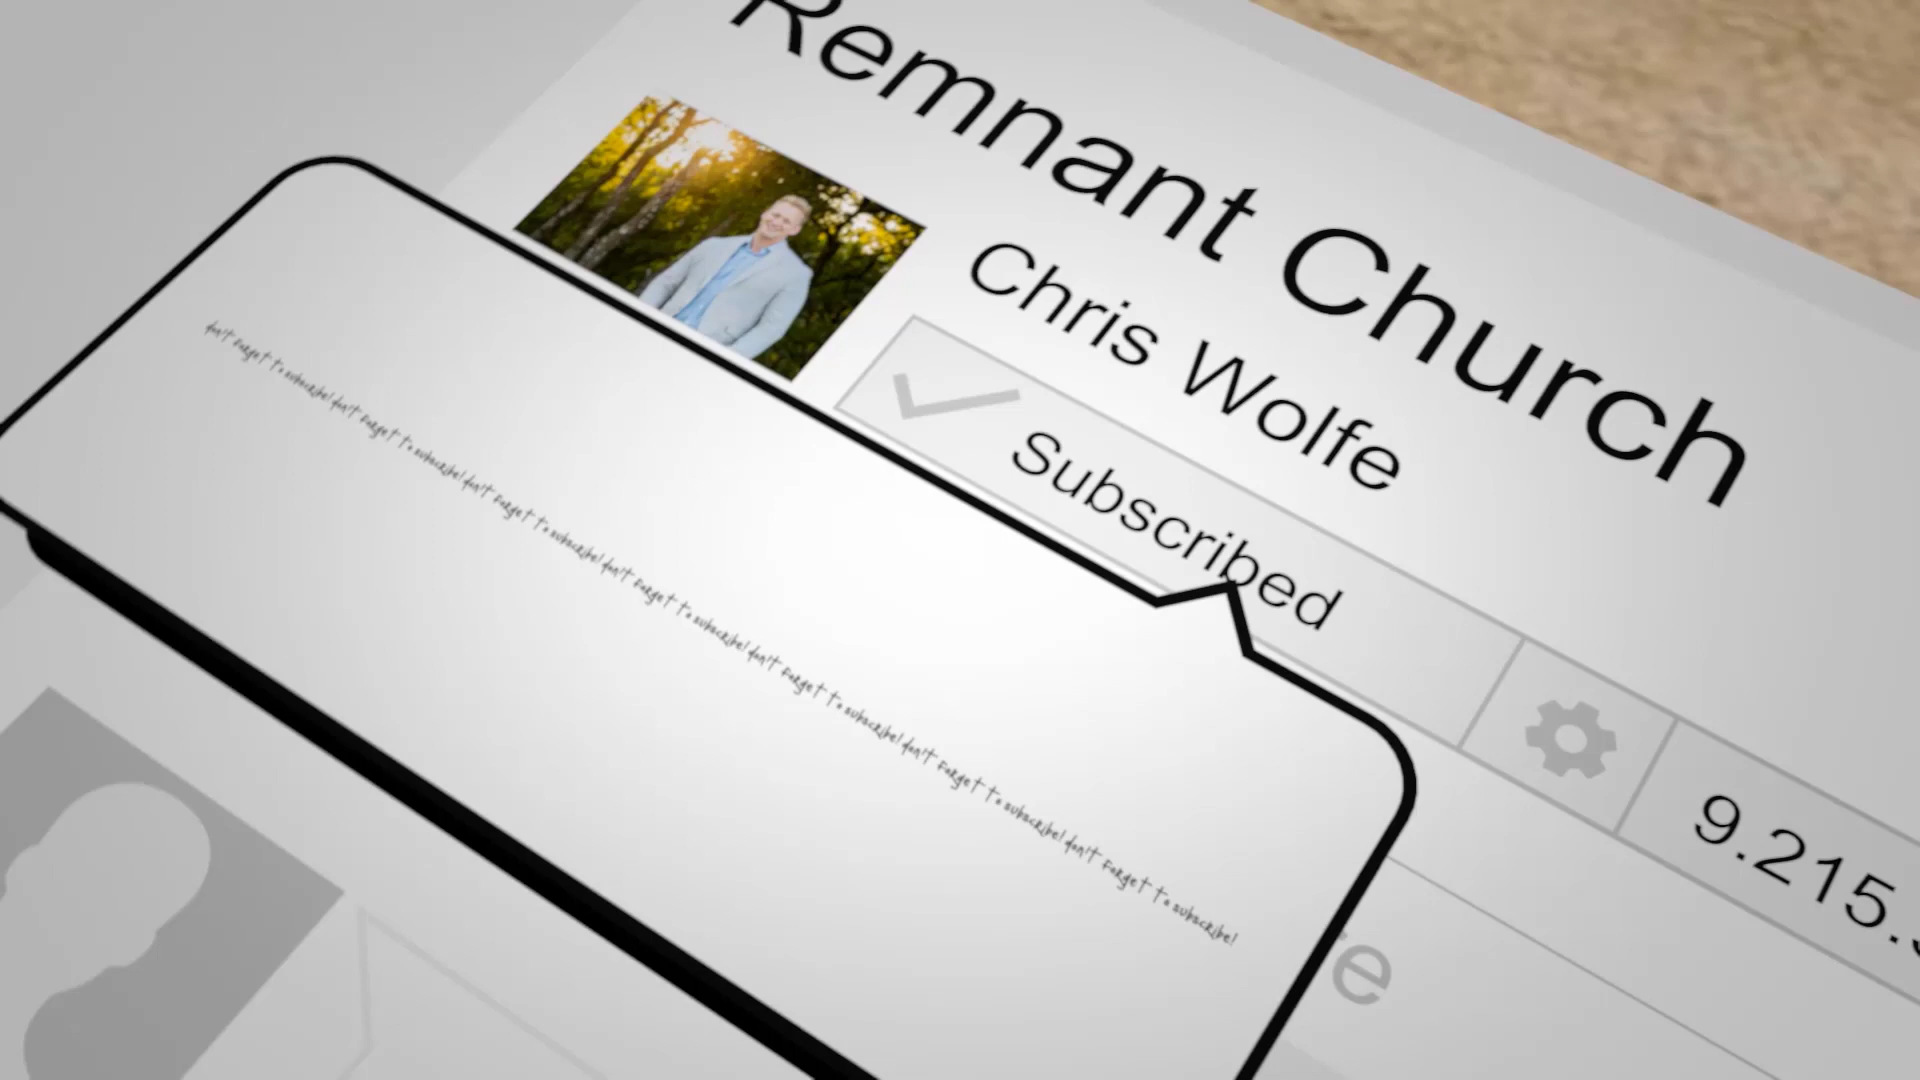 Remnant Church
Chris Wolfe
Subscribed
9.215.
don't forget to subscribe! don't forget to subscribe! don't forget to subscribe! don't forget to subscribe! don't forget to subscribe! don't forget to subscribe! don't forget to subscribe!
e